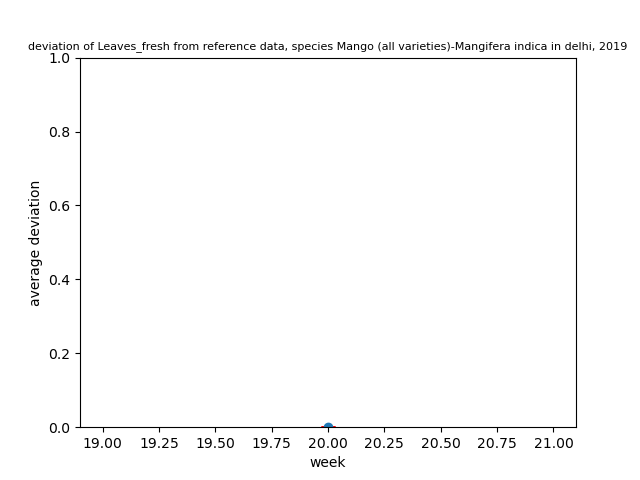 deviation of Leaves_fresh from reference data, species Mango (all varieties)-Mangifera indica in delhi, 2019
1.0
0.8
0.6
0.4
0.2
0.0
average deviation
19.00 19.25 19.50 19.75 20.00 20.25 20.50 20.75 21.00
week